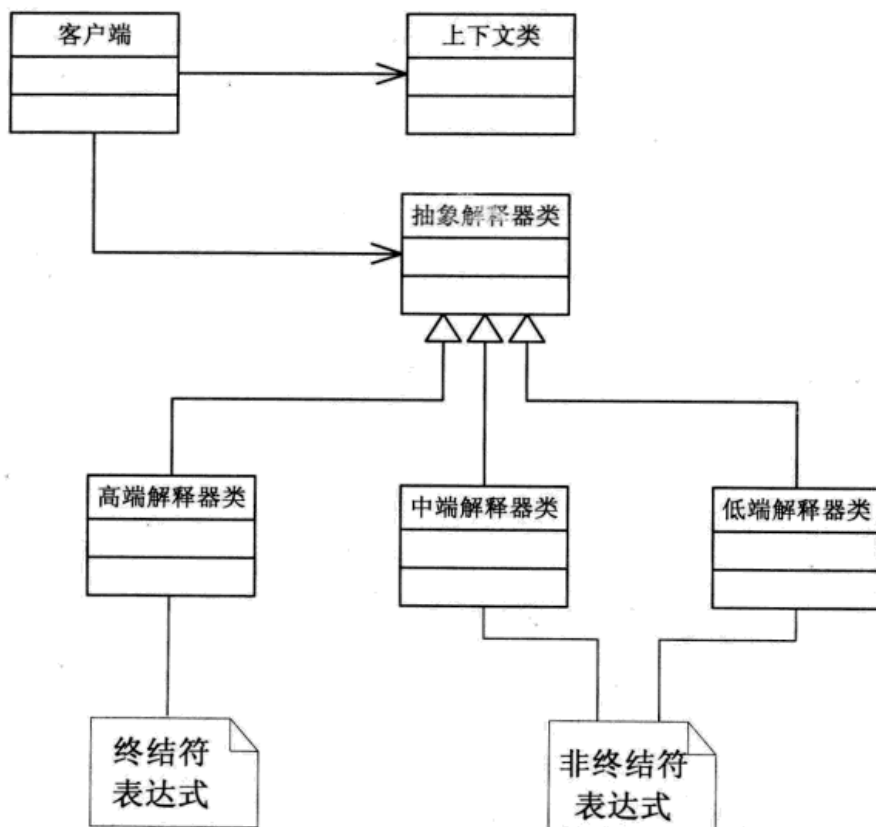 客户端
上下文类
抽象解释器类
高端解释器类
中端解释器类
低端解释器类
终结符
表达式
非终结符
表达式